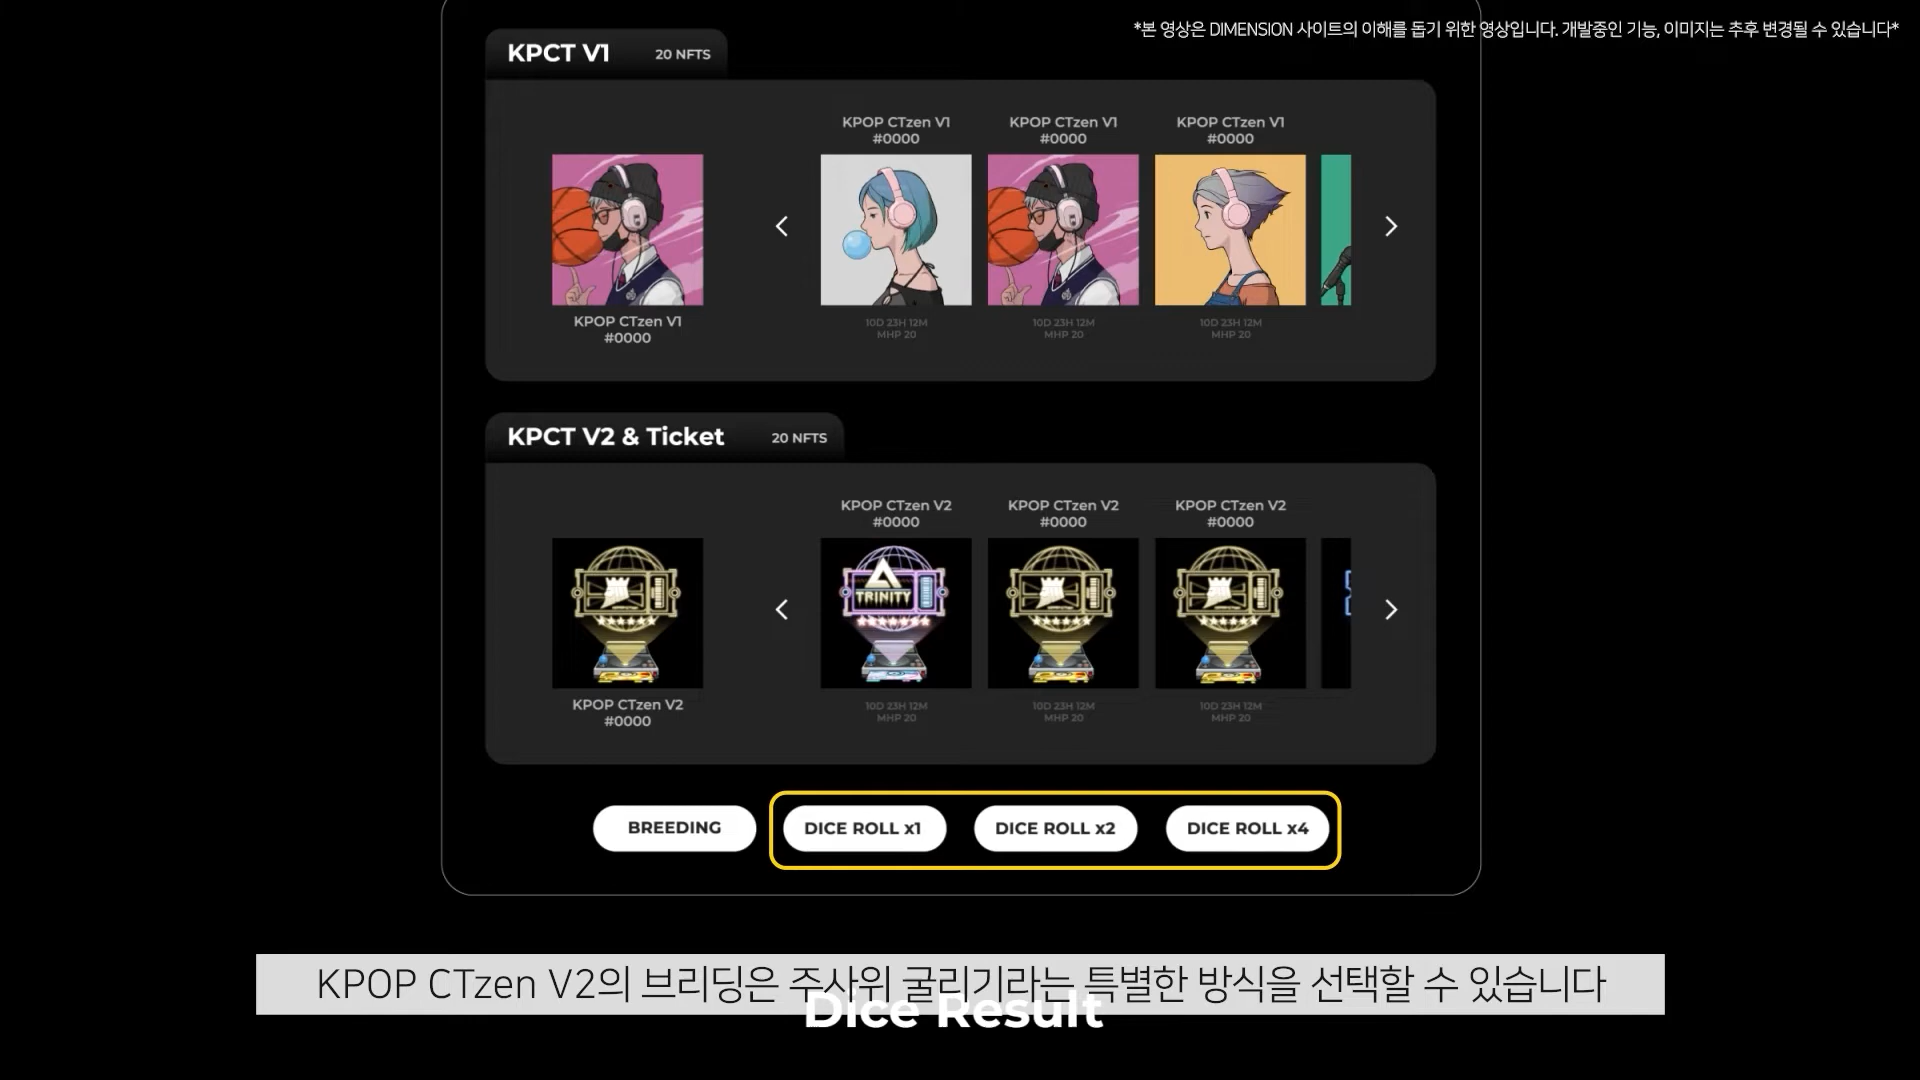 *본 영상은 DIMENSION 사이트의 이해를 돕기 위한 영상입니다. 개발중인 기능, 이미지는 추후 변경될 수 있습니다*
KPCT V1 20 NFTS
KPOP CTzen V1
#0000
KPOP CTzen V1
#0000
KPOP CTzen V1
#0000
KPOP CTzen V1
#0000
10D 23H 12M
MHP 20
10D 23H 12M
MHP 20
10D 23H 12M
MHP 20
KPCT V2 & Ticket 20 NFTS
KPOP CTzen V2
#0000
KPOP CTzen V2
#0000
KPOP CTzen V2
#0000
TRINITY
KPOP CTzen V2
#0000
10D 23H 12M
MHP 20
10D 23H 12M
MHP 20
10D 23H 12M
MHP 20
BREEDING DICE ROLL x1 DICE ROLL x2 DICE ROLL x4
KPOP CTzen V2의 브리딩은 주사위 굴리기라는 특별한 방식을 선택할 수 있습니다
Dice Result